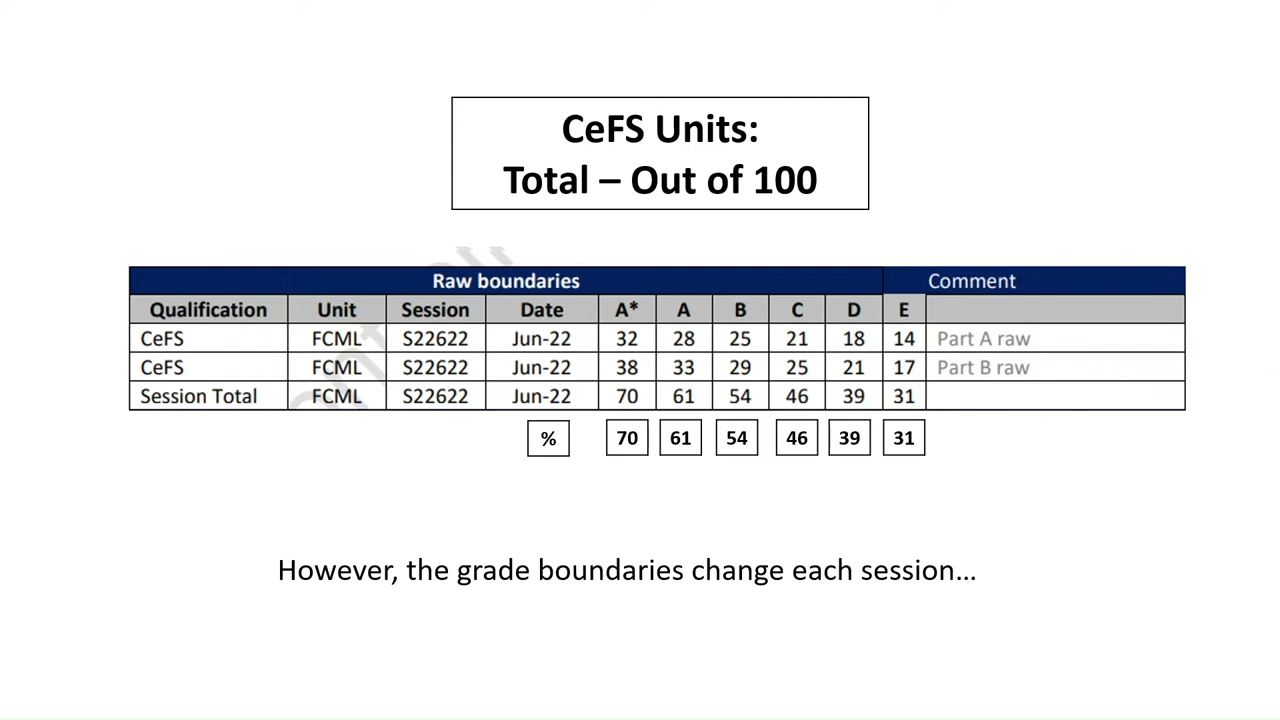 CeFS Units:
Total – Out of 100
Raw boundaries Comment
Qualification Unit Session Date A* A B C D E
CeFS FCML S22622 Jun-22 32 28 25 21 18 14 Part A raw
CeFS FCML S22622 Jun-22 38 33 29 25 21 17 Part B raw
Session Total FCML S22622 Jun-22 70 61 54 46 39 31
% 70 61 54 46 39 31
However, the grade boundaries change each session…